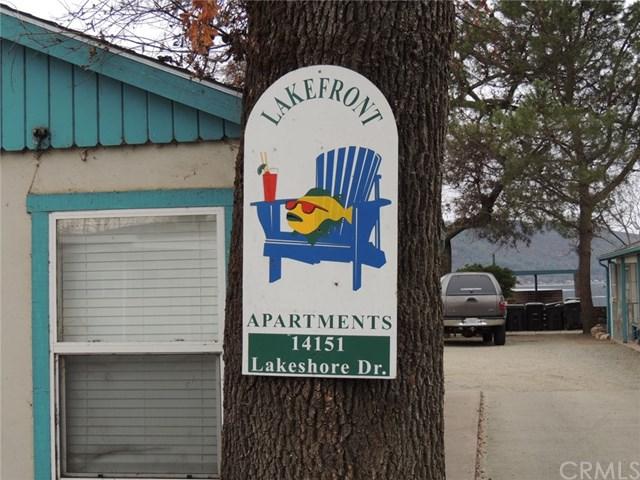 LAKEFRONT
APARTMENTS
14151
Lakeshore Dr.
CRMLS